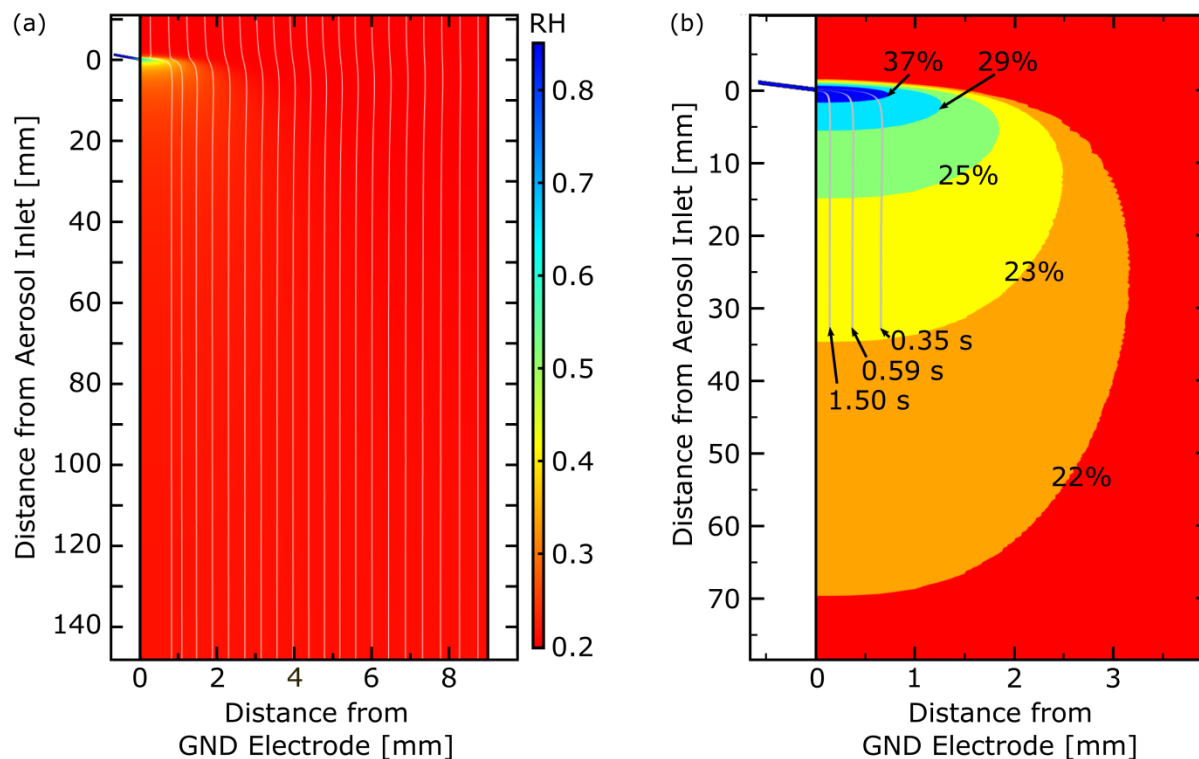 (a)
RH
Distance from Aerosol Inlet [mm]
0
20
40
60
80
100
120
140
0 2 4 6 8
Distance from
GND Electrode [mm]
0.8
0.7
0.6
0.5
0.4
0.3
0.2
(b)
Distance from Aerosol Inlet [mm]
0
10
20
30
40
50
60
70
37% 29%
25%
23%
0.35 s
0.59 s
1.50 s
22%
0 1 2 3
Distance from
GND Electrode [mm]